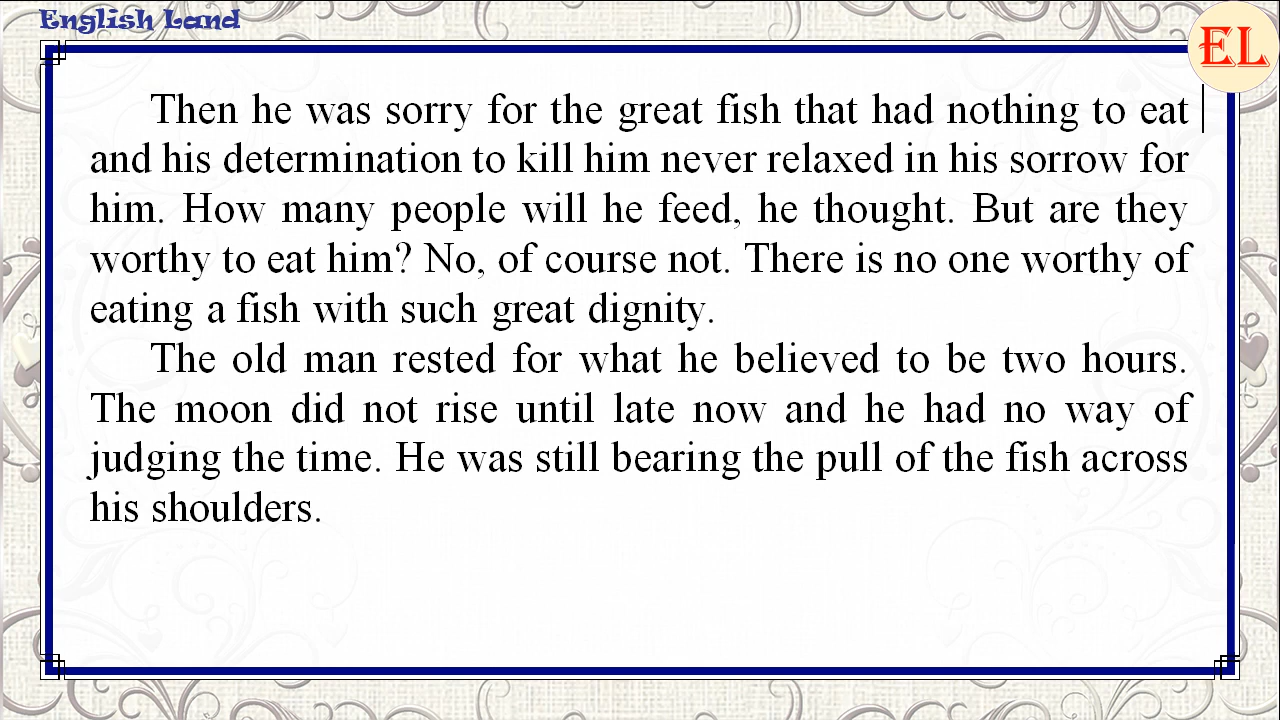 English Land
EL
Then he was sorry for the great fish that had nothing to eat
and his determination to kill him never relaxed in his sorrow for
him. How many people will he feed, he thought. But are they
worthy to eat him? No, of course not. There is no one worthy of
eating a fish with such great dignity.
The old man rested for what he believed to be two hours.
The moon did not rise until late now and he had no way of
judging the time. He was still bearing the pull of the fish across
his shoulders.